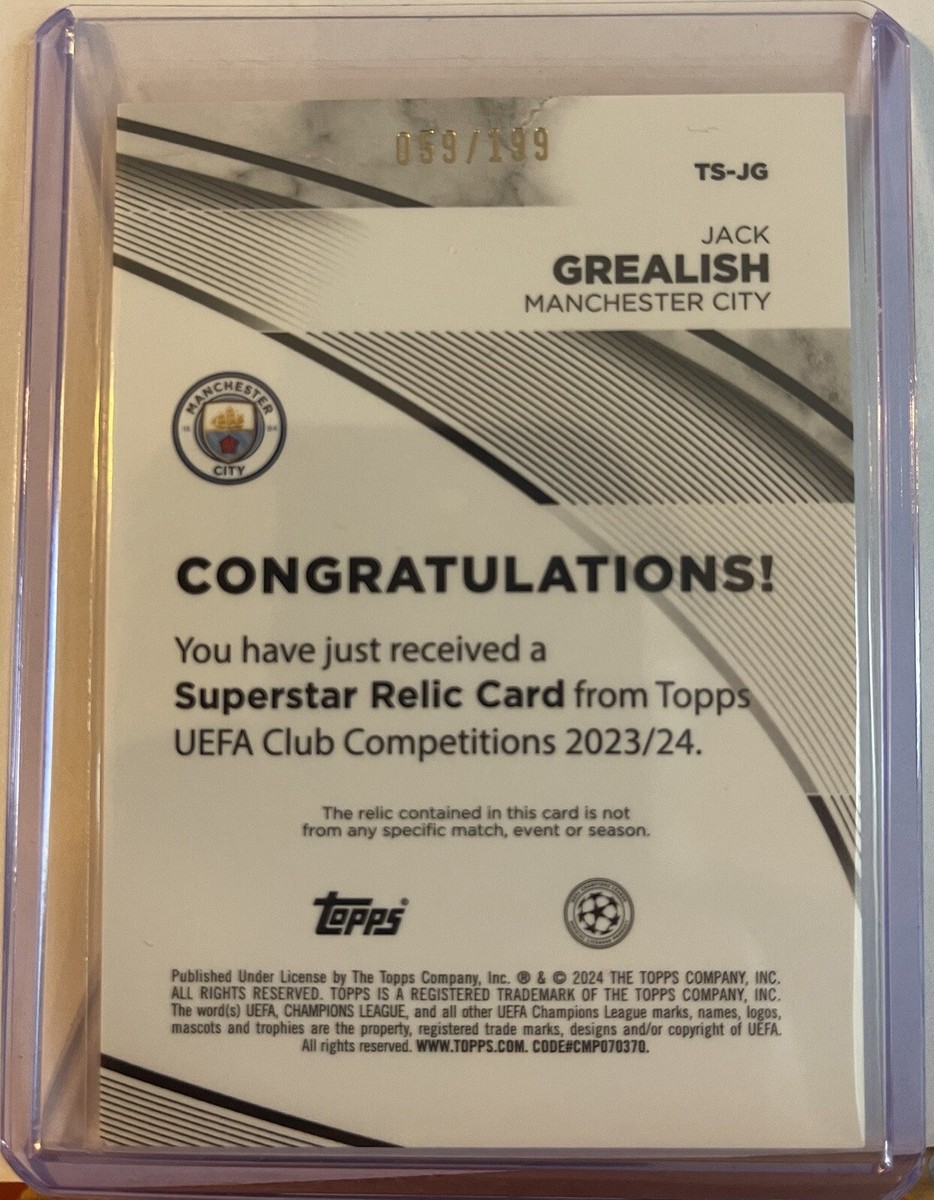 059/199
TS-JG
JACK
GREALISH
MANCHESTER CITY
MANCHESTER
18 94
CITY
CONGRATULATIONS!
You have just received a
Superstar Relic Card from Topps
UEFA Club Competitions 2023/24.
The relic contained in this card is not
from any specific match, event or season.
topps®
Published Under License by The Topps Company, Inc. ® & © 2024 THE TOPPS COMPANY, INC.
ALL RIGHTS RESERVED. TOPPS IS A REGISTERED TRADEMARK OF THE TOPPS COMPANY, INC.
The word(s) UEFA, CHAMPIONS LEAGUE, and all other UEFA Champions League marks, names, logos,
mascots and trophies are the property, registered trade marks, designs and/or copyright of UEFA.
All rights reserved. WWW.TOPPS.COM. CODE#CMP070370.